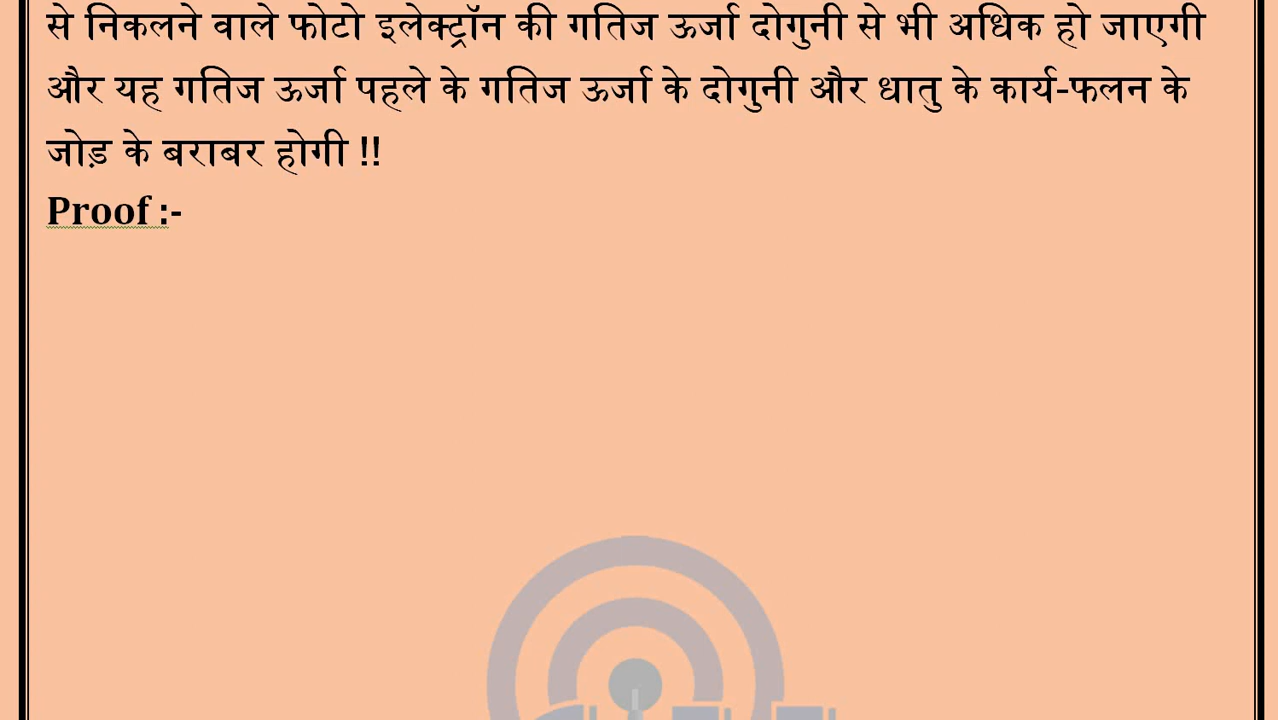 से निकलने वाले फोटो इलेक्ट्रॉन की गतिज ऊर्जा दोगुनी से भी अधिक हो जाएगी
और यह गतिज ऊर्जा पहले के गतिज ऊर्जा के दोगुनी और धातु के कार्य-फलन के
जोड़ के बराबर होगी !!
Proof :-